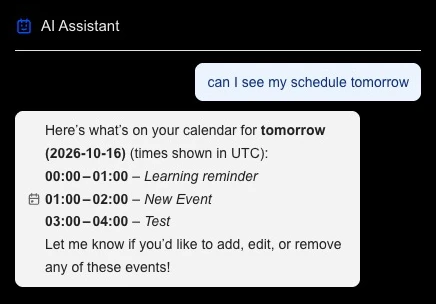 AI Assistant
can I see my schedule tomorrow
Here’s what’s on your calendar for tomorrow
(2026-10-16) (times shown in UTC):
00:00–01:00 – Learning reminder
01:00–02:00 – New Event
03:00–04:00 – Test
Let me know if you’d like to add, edit, or remove
any of these events!